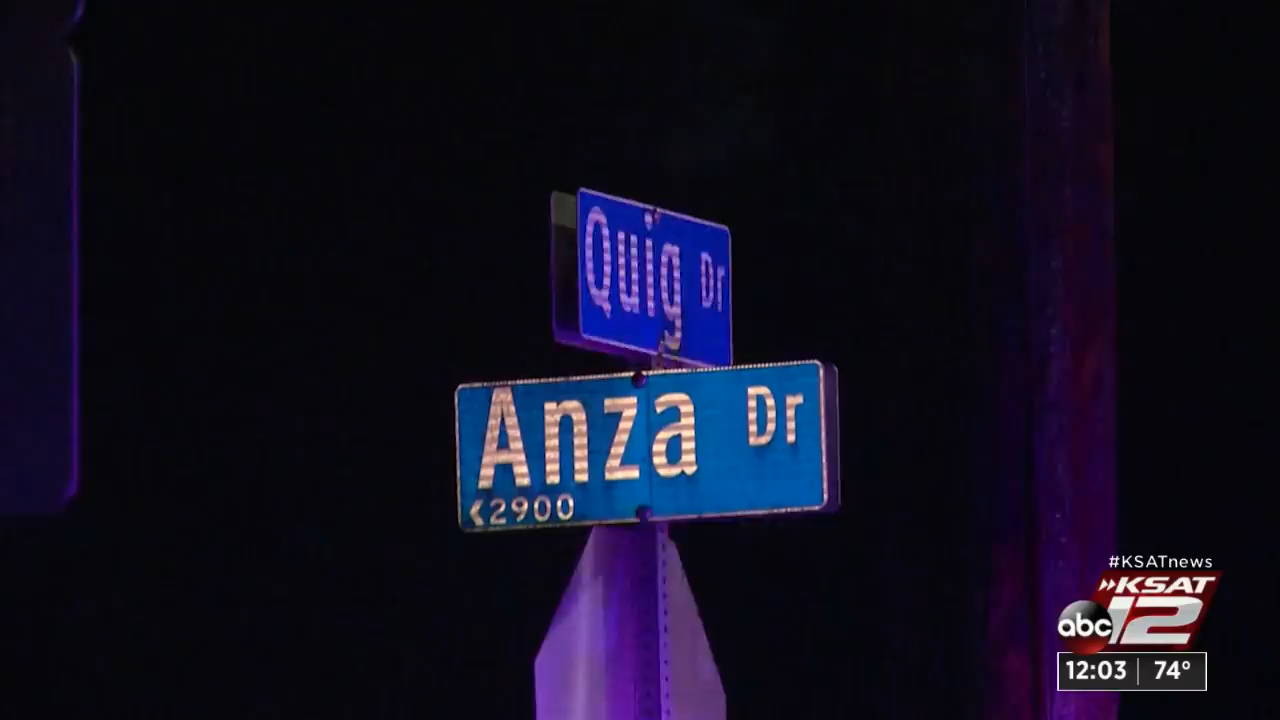 Quig Dr
Anza Dr
<2900
#KSATnews
KSAT
abc 12
12:03 74°